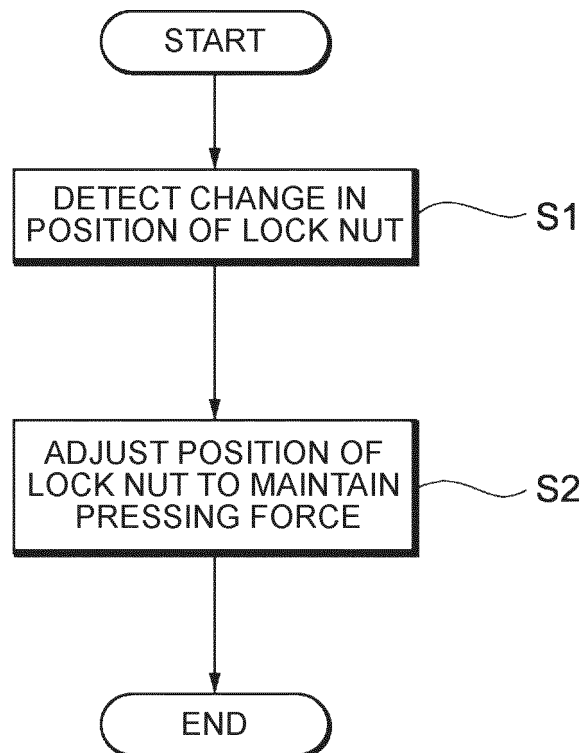 START
DETECT CHANGE IN
POSITION OF LOCK NUT
S1
ADJUST POSITION OF
LOCK NUT TO MAINTAIN
PRESSING FORCE
S2
END